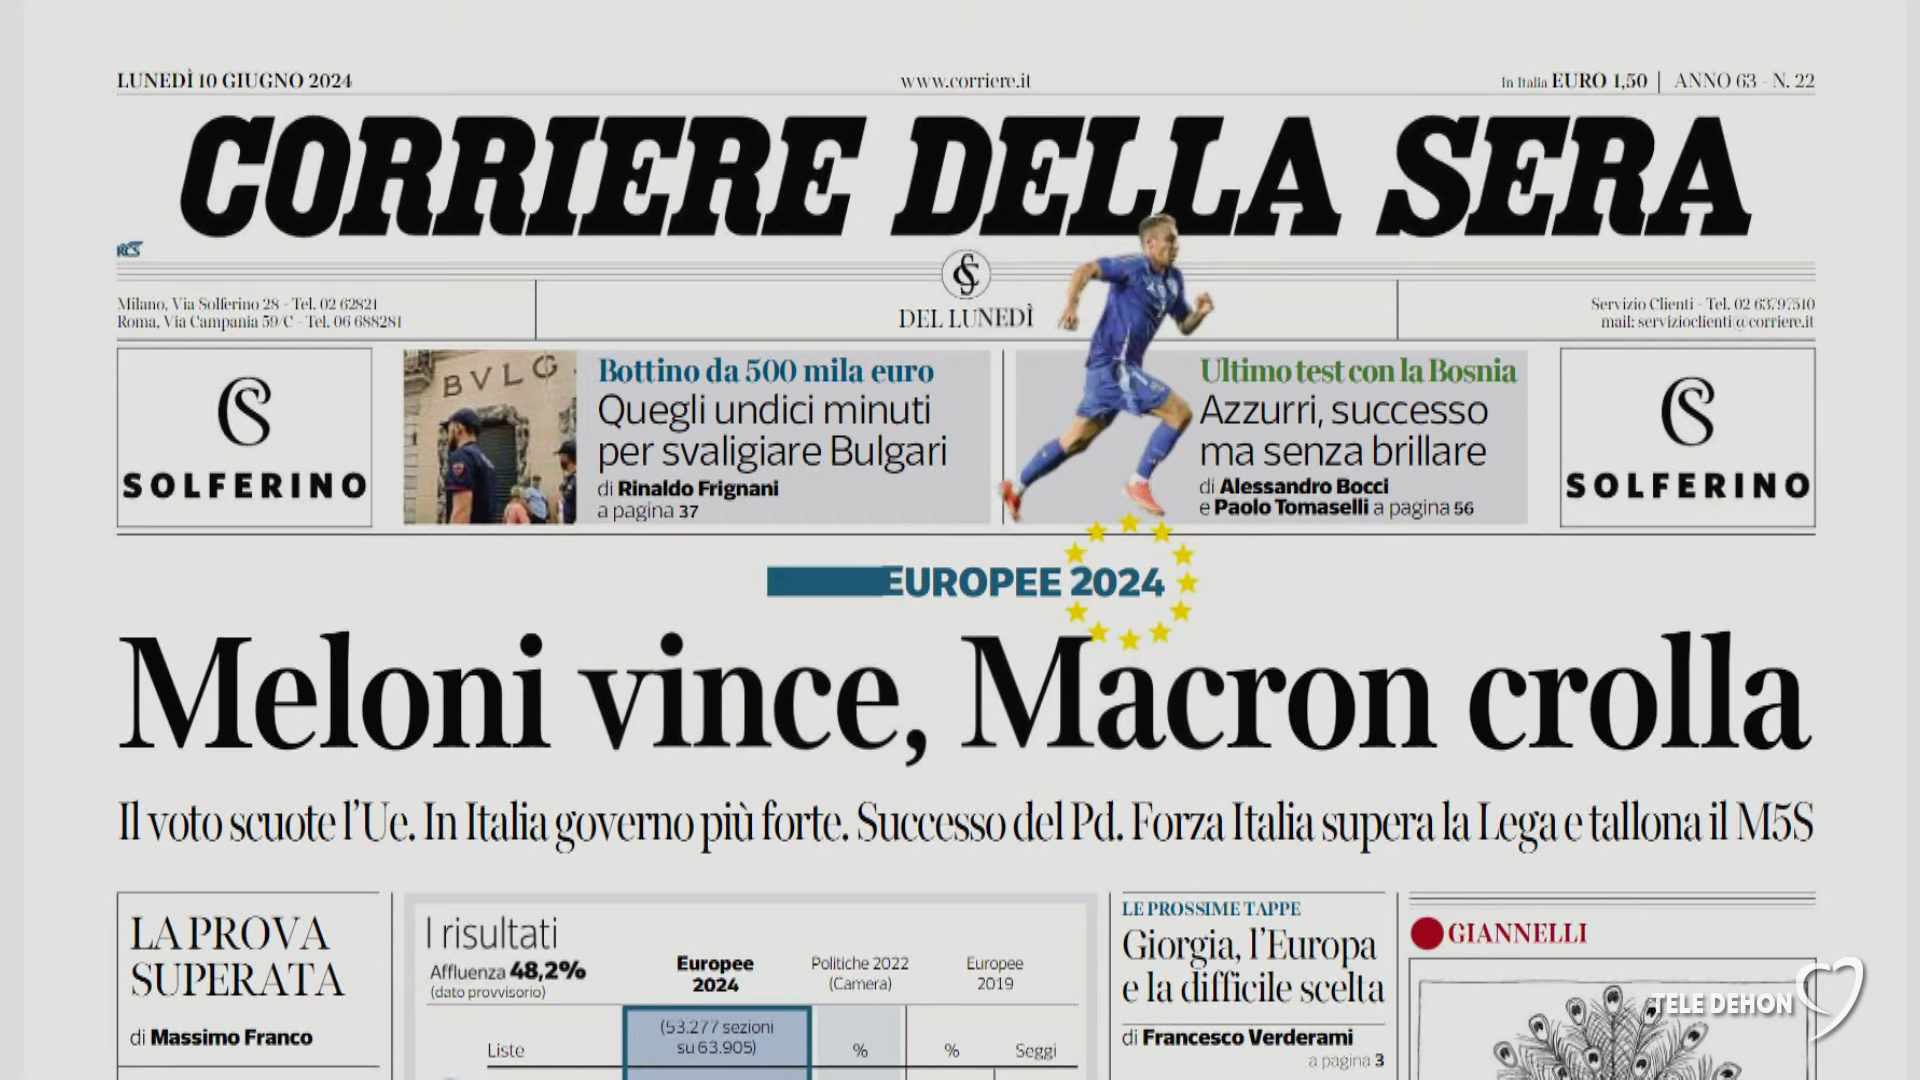 LUNEDÌ 10 GIUGNO 2024
www.corriere.it
In Italia EURO 1,50 | ANNO 63 - N. 22
CORRIERE DELLA SERA
RCS
DEL LUNEDÌ
Milano, Via Solferino 28 - Tel. 02 62821
Roma, Via Campania 59/C - Tel. 06 688281
Servizio Clienti - Tel. 02 63797510
mail: servizioclienti@corriere.it
SOLFERINO
BVLG
Bottino da 500 mila euro
Quegli undici minuti
per svaligiare Bulgari
di Rinaldo Frignani
a pagina 37
Ultimo test con la Bosnia
Azzurri, successo
ma senza brillare
di Alessandro Bocci
e Paolo Tomaselli a pagina 56
SOLFERINO
EUROPEE 2024
Meloni vince, Macron crolla
Il voto scuote l'Ue. In Italia governo più forte. Successo del Pd. Forza Italia supera la Lega e tallona il M5S
LA PROVA
SUPERATA
di Massimo Franco
I risultati
Affluenza 48,2%
(dato provvisorio)
Europee
2024
Politiche 2022
(Camera)
Europee
2019
(53.277 sezioni
su 63.905)
Liste
%
%
Seggi
LE PROSSIME TAPPE
Giorgia, l'Europa
e la difficile scelta
di Francesco Verderami
a pagina 3
GIANNELLI
TELE DEHON